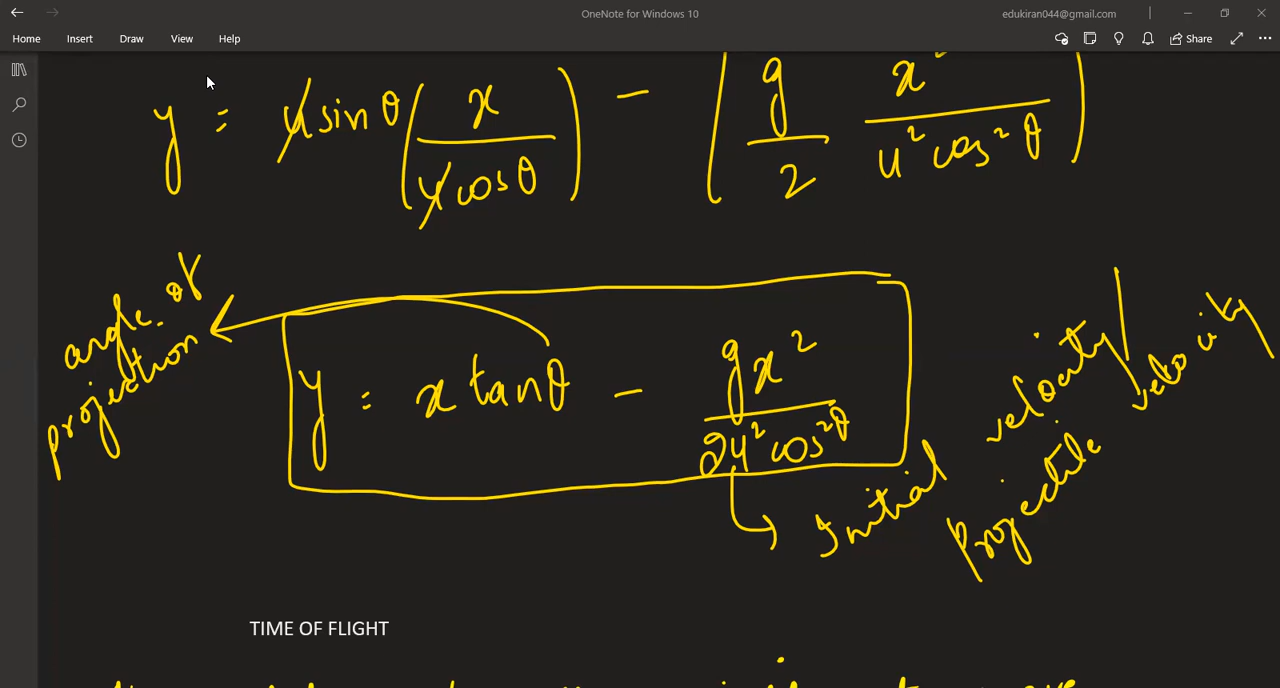 OneNote for Windows 10
edukiran044@gmail.com
Home Insert Draw View Help
Share
y = u sin θ (x / u cos θ) - (g / 2 x² / u² cos² θ)
angle of
projection
y = x tan θ - gx² / 2u² cos² θ
Initial velocity/
Projectile velocity
TIME OF FLIGHT